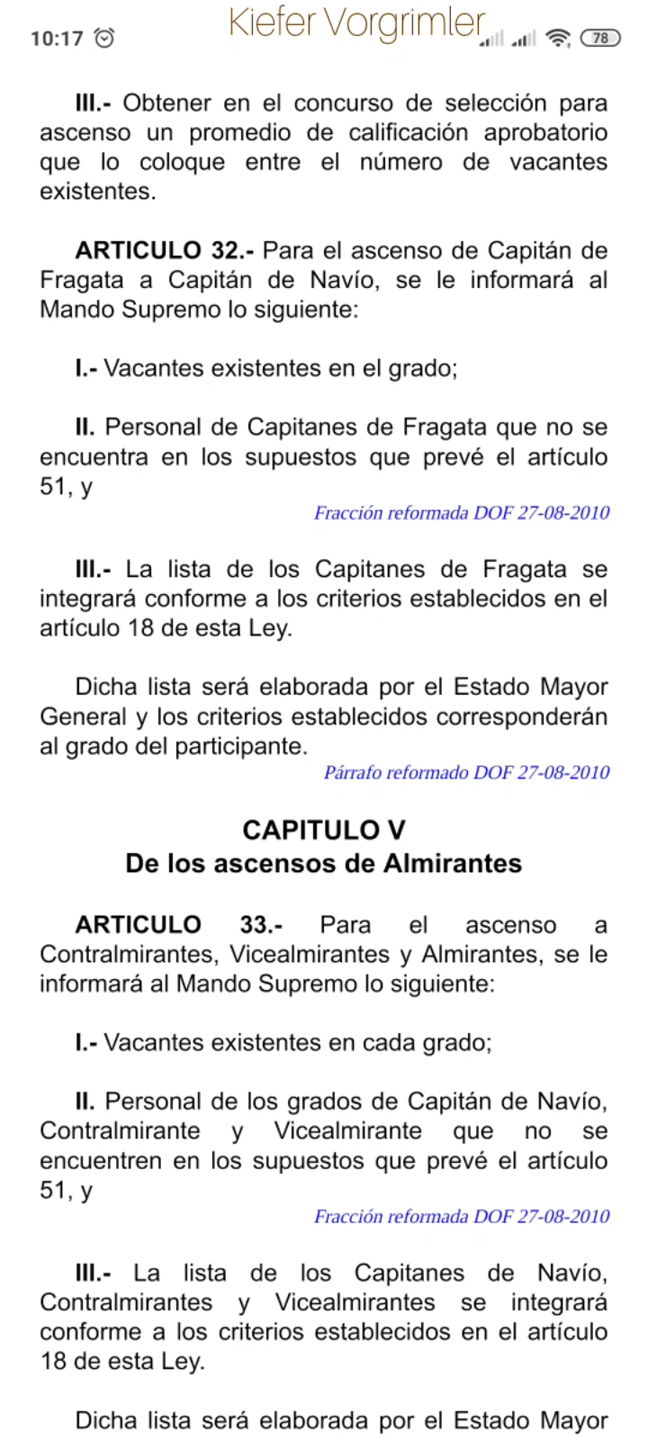 Kiefer Vorgrimler
10:17
78
III.- Obtener en el concurso de selección para
ascenso un promedio de calificación aprobatorio
que lo coloque entre el número de vacantes
existentes.
ARTICULO 32.- Para el ascenso de Capitán de
Fragata a Capitán de Navío, se le informará al
Mando Supremo lo siguiente:
I.- Vacantes existentes en el grado;
II. Personal de Capitanes de Fragata que no se
encuentra en los supuestos que prevé el artículo
51, y
Fracción reformada DOF 27-08-2010
III.- La lista de los Capitanes de Fragata se
integrará conforme a los criterios establecidos en el
artículo 18 de esta Ley.
Dicha lista será elaborada por el Estado Mayor
General y los criterios establecidos corresponderán
al grado del participante.
Párrafo reformado DOF 27-08-2010
CAPITULO V
De los ascensos de Almirantes
ARTICULO 33.- Para el ascenso a
Contralmirantes, Vicealmirantes y Almirantes, se le
informará al Mando Supremo lo siguiente:
I.- Vacantes existentes en cada grado;
II. Personal de los grados de Capitán de Navío,
Contralmirante y Vicealmirante que no se
encuentren en los supuestos que prevé el artículo
51, y
Fracción reformada DOF 27-08-2010
III.- La lista de los Capitanes de Navío,
Contralmirantes y Vicealmirantes se integrará
conforme a los criterios establecidos en el artículo
18 de esta Ley.
Dicha lista será elaborada por el Estado Mayor